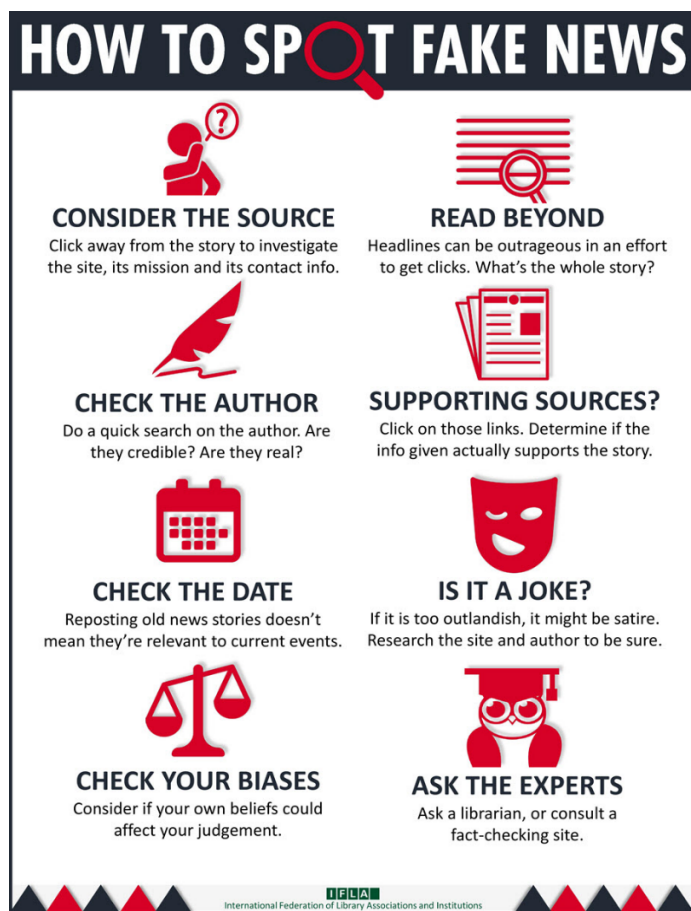 HOW TO SPOT FAKE NEWS
?
CONSIDER THE SOURCE
Click away from the story to investigate
the site, its mission and its contact info.
READ BEYOND
Headlines can be outrageous in an effort
to get clicks. What's the whole story?
CHECK THE AUTHOR
Do a quick search on the author. Are
they credible? Are they real?
SUPPORTING SOURCES?
Click on those links. Determine if the
info given actually supports the story.
CHECK THE DATE
Reposting old news stories doesn't
mean they're relevant to current events.
IS IT A JOKE?
If it is too outlandish, it might be satire.
Research the site and author to be sure.
CHECK YOUR BIASES
Consider if your own beliefs could
affect your judgement.
ASK THE EXPERTS
Ask a librarian, or consult a
fact-checking site.
IFLA
International Federation of Library Associations and Institutions